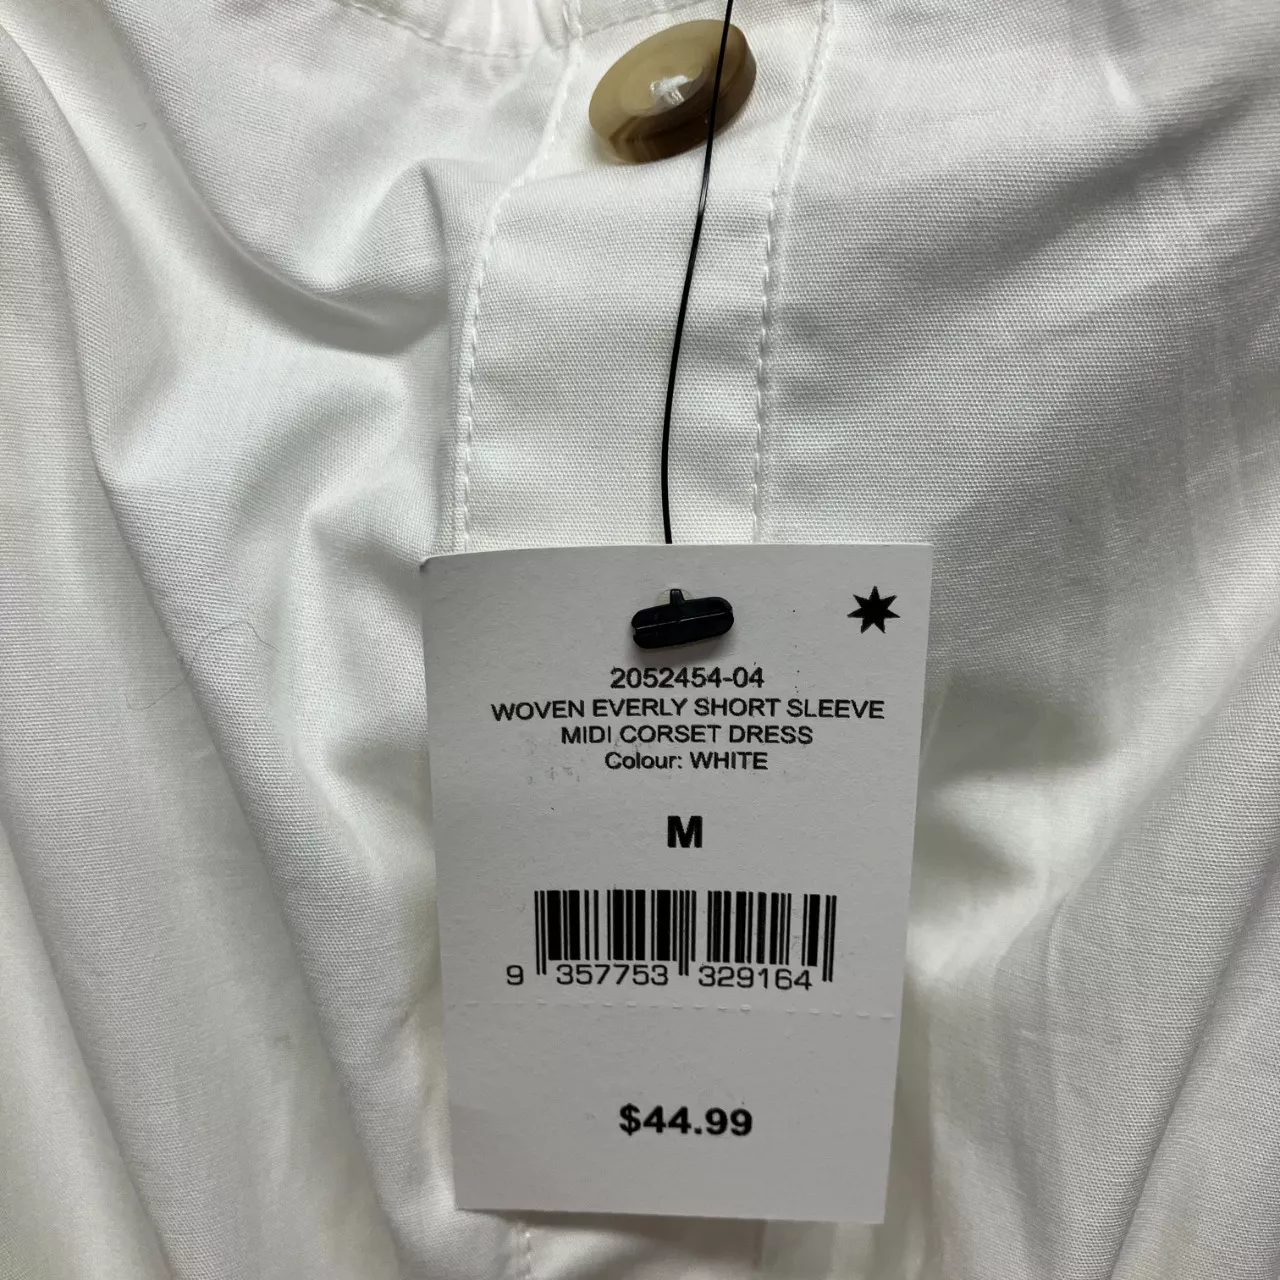 2052454-04
WOVEN EVERLY SHORT SLEEVE
MIDI CORSET DRESS
Colour: WHITE
M
9 357753 329164
$44.99